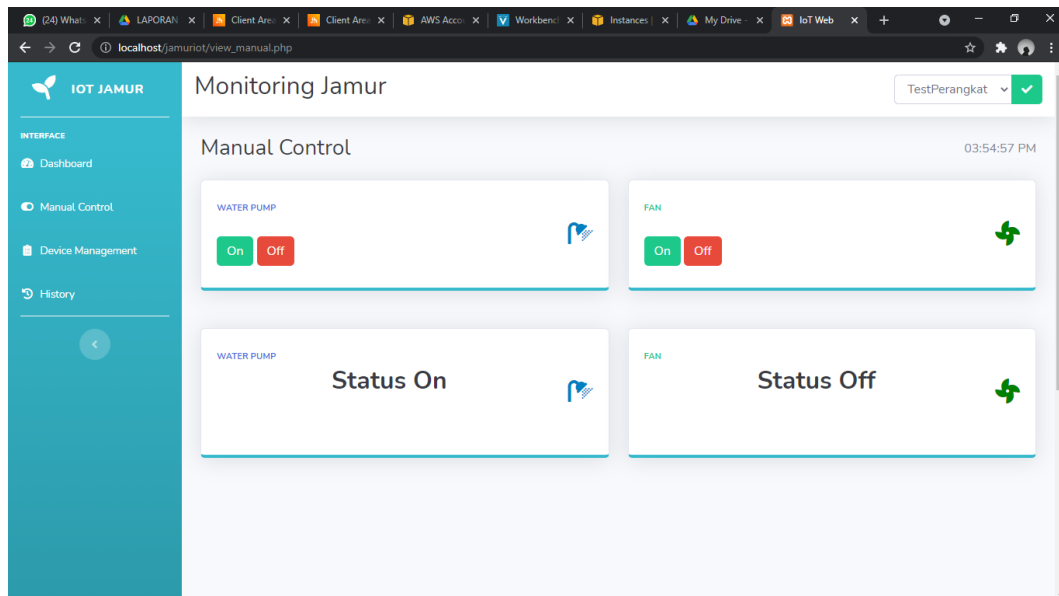 (24) Whats
LAPORAN
Client Area
Client Area
AWS Acco
Workbenc
Instances |
My Drive -
IoT Web
localhost/jamuriot/view_manual.php
IOT JAMUR
Monitoring Jamur
TestPerangkat
INTERFACE
Dashboard
Manual Control
Device Management
History
Manual Control
03:54:57 PM
WATER PUMP
On Off
FAN
On Off
WATER PUMP
Status On
FAN
Status Off